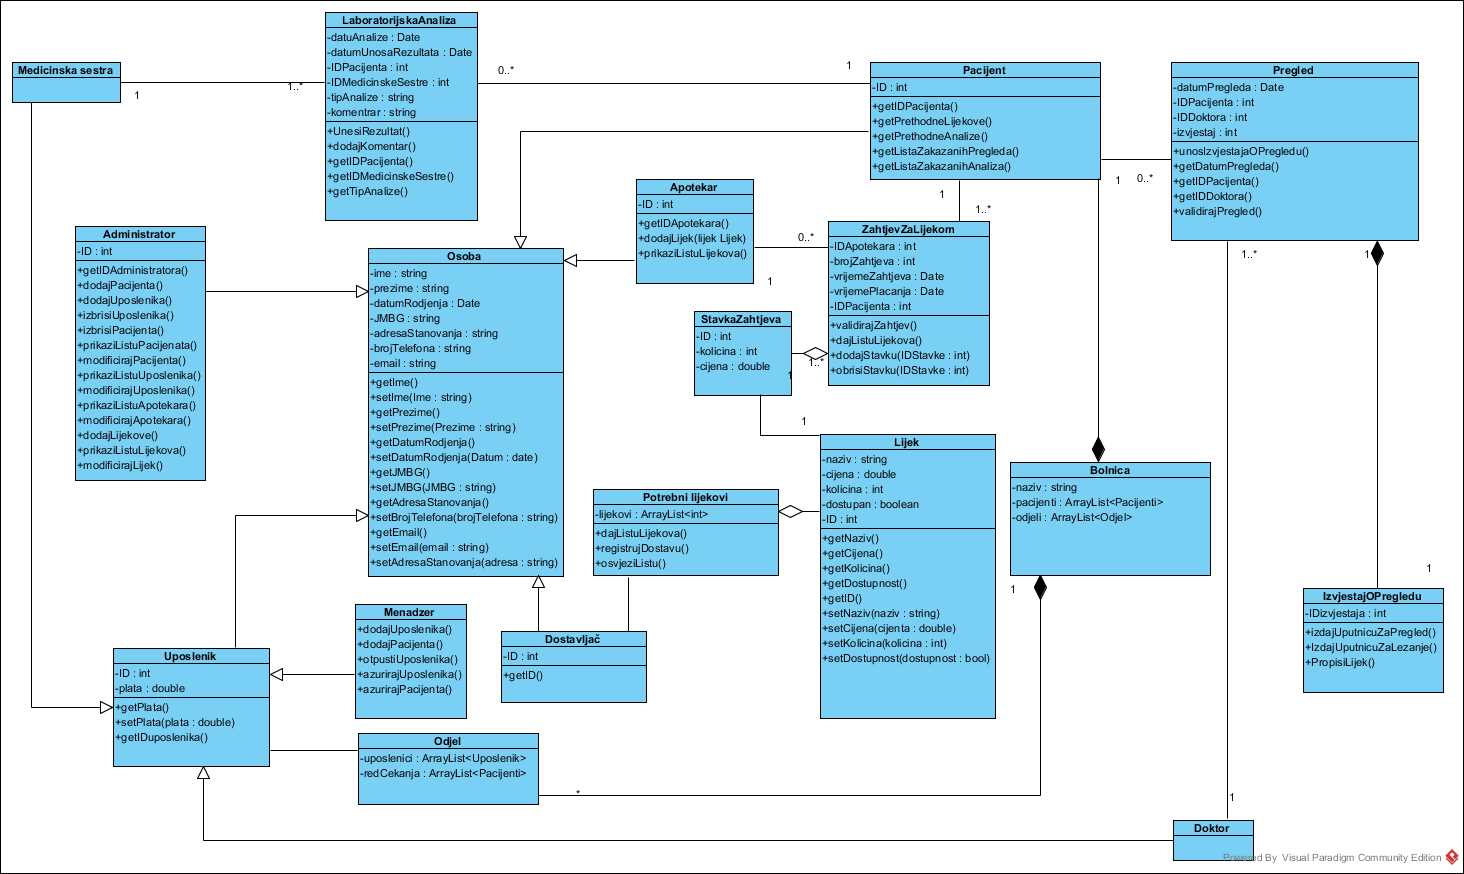 LaboratorijskaAnaliza
-datuAnalize : Date
-datumUnosaRezultata : Date
-IDPacijenta : int
-IDMedicinskeSestre : int
-tipAnalize : string
-komentrar : string
+UnesiRezultat()
+dodajKomentar()
+getIDPacijenta()
+getIDMedicinskeSestre()
+getTipAnalize()
Medicinska sestra
1
1..*
0..*
1
Pacijent
-ID : int
+getIDPacijenta()
+getPrethodneLijekove()
+getPrethodneAnalize()
+getListaZakazanihPregleda()
+getListaZakazanihAnaliza()
Pregled
-datumPregleda : Date
-IDPacijenta : int
-IDDoktora : int
-izvjestaj : int
+unosIzvjestajaOPregledu()
+getDatumPregleda()
+getIDPacijenta()
+getIDDoktora()
+validirajPregled()
1
0..*
1
1..*
1..*
1
Apotekar
-ID : int
+getIDApotekara()
+dodajLijek(lijek Lijek)
+prikaziListuLijekova()
0..*
1
ZahtjevZaLijekom
-IDApotekara : int
-brojZahtjeva : int
-vrijemeZahtjeva : Date
-vrijemePlacanja : Date
-IDPacijenta : int
+validirajZahtjev()
+dajListuLijekova()
+dodajStavku(IDStavke : int)
+obrisiStavku(IDStavke : int)
Administrator
-ID : int
+getIDAdministratora()
+dodajPacijenta()
+dodajUposlenika()
+izbrisiUposlenika()
+izbrisiPacijenta()
+prikaziListuPacijenata()
+modificirajPacijenta()
+prikaziListuUposlenika()
+modificirajUposlenika()
+prikaziListuApotekara()
+modificirajApotekara()
+dodajLijekove()
+prikaziListuLijekova()
+modificirajLijek()
Osoba
-ime : string
-prezime : string
-datumRodjenja : Date
-JMBG : string
-adresaStanovanja : string
-brojTelefona : string
-email : string
+getIme()
+setIme(Ime : string)
+getPrezime()
+setPrezime(Prezime : string)
+getDatumRodjenja()
+setDatumRodjenja(Datum : date)
+getJMBG()
+setJMBG(JMBG : string)
+getAdresaStanovanja()
+setBrojTelefona(brojTelefona : string)
+getEmail()
+setEmail(email : string)
+setAdresaStanovanja(adresa : string)
StavkaZahtjeva
-ID : int
-kolicina : int
-cijena : double
1..*
1
1
Lijek
-naziv : string
-cijena : double
-kolicina : int
-dostupan : boolean
-ID : int
+getNaziv()
+getCijena()
+getKolicina()
+getDostupnost()
+getID()
+setNaziv(naziv : string)
+setCijena(cijenta : double)
+setKolicina(kolicina : int)
+setDostupnost(dostupnost : bool)
Potrebni lijekovi
-lijekovi : ArrayList<int>
+dajListuLijekova()
+registrujDostavu()
+osvjeziListu()
Bolnica
-naziv : string
-pacijenti : ArrayList<Pacijenti>
-odjeli : ArrayList<Odjel>
1
1
IzvjestajOPregledu
-IDizvjestaja : int
+izdajUputnicuZaPregled()
+IzdajUputnicuZaLezanje()
+PropisiLijek()
Menadzer
+dodajUposlenika()
+dodajPacijenta()
+otpustiUposlenika()
+azurirajUposlenika()
+azurirajPacijenta()
Dostavljač
-ID : int
+getID()
Uposlenik
-ID : int
-plata : double
+getPlata()
+setPlata(plata : double)
+getIDuposlenika()
Odjel
-uposlenici : ArrayList<Uposlenik>
-redCekanja : ArrayList<Pacijenti>
*
1
Doktor
Powered By Visual Paradigm Community Edition